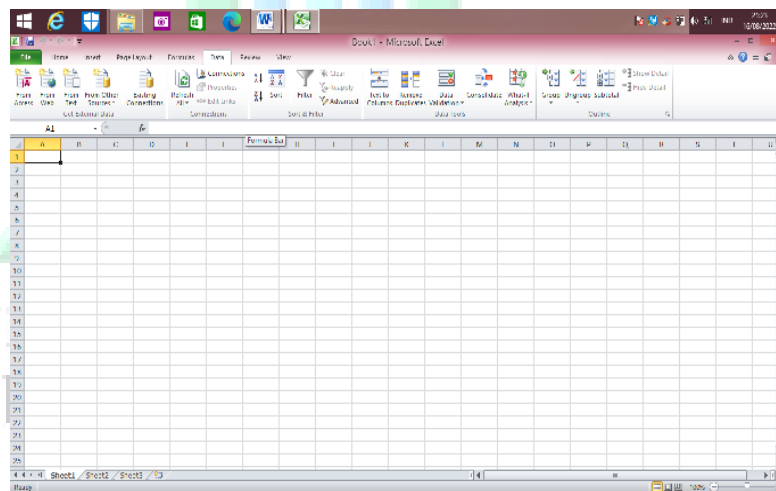 21:21
16/08/2022
Book1 - Microsoft Excel
File Home Insert Page Layout Formulas Data Review View
From Access
From Web
From Text
From Other Sources
Existing Connections
Get External Data
Refresh All
Connections
Properties
Edit Links
Connections
Sort
Filter
Clear
Reapply
Advanced
Sort & Filter
Text to Columns
Remove Duplicates
Data Validation
Consolidate
What-If Analysis
Data Tools
Group
Ungroup
Subtotal
Show Detail
Hide Detail
Outline
A1
fx
Formula Bar
A B C D E F H I J K L M N O P Q R S T U
1
2
3
4
5
6
7
8
9
10
11
12
13
14
15
16
17
18
19
20
21
22
23
24
25
Sheet1 Sheet2 Sheet3
Ready
100%